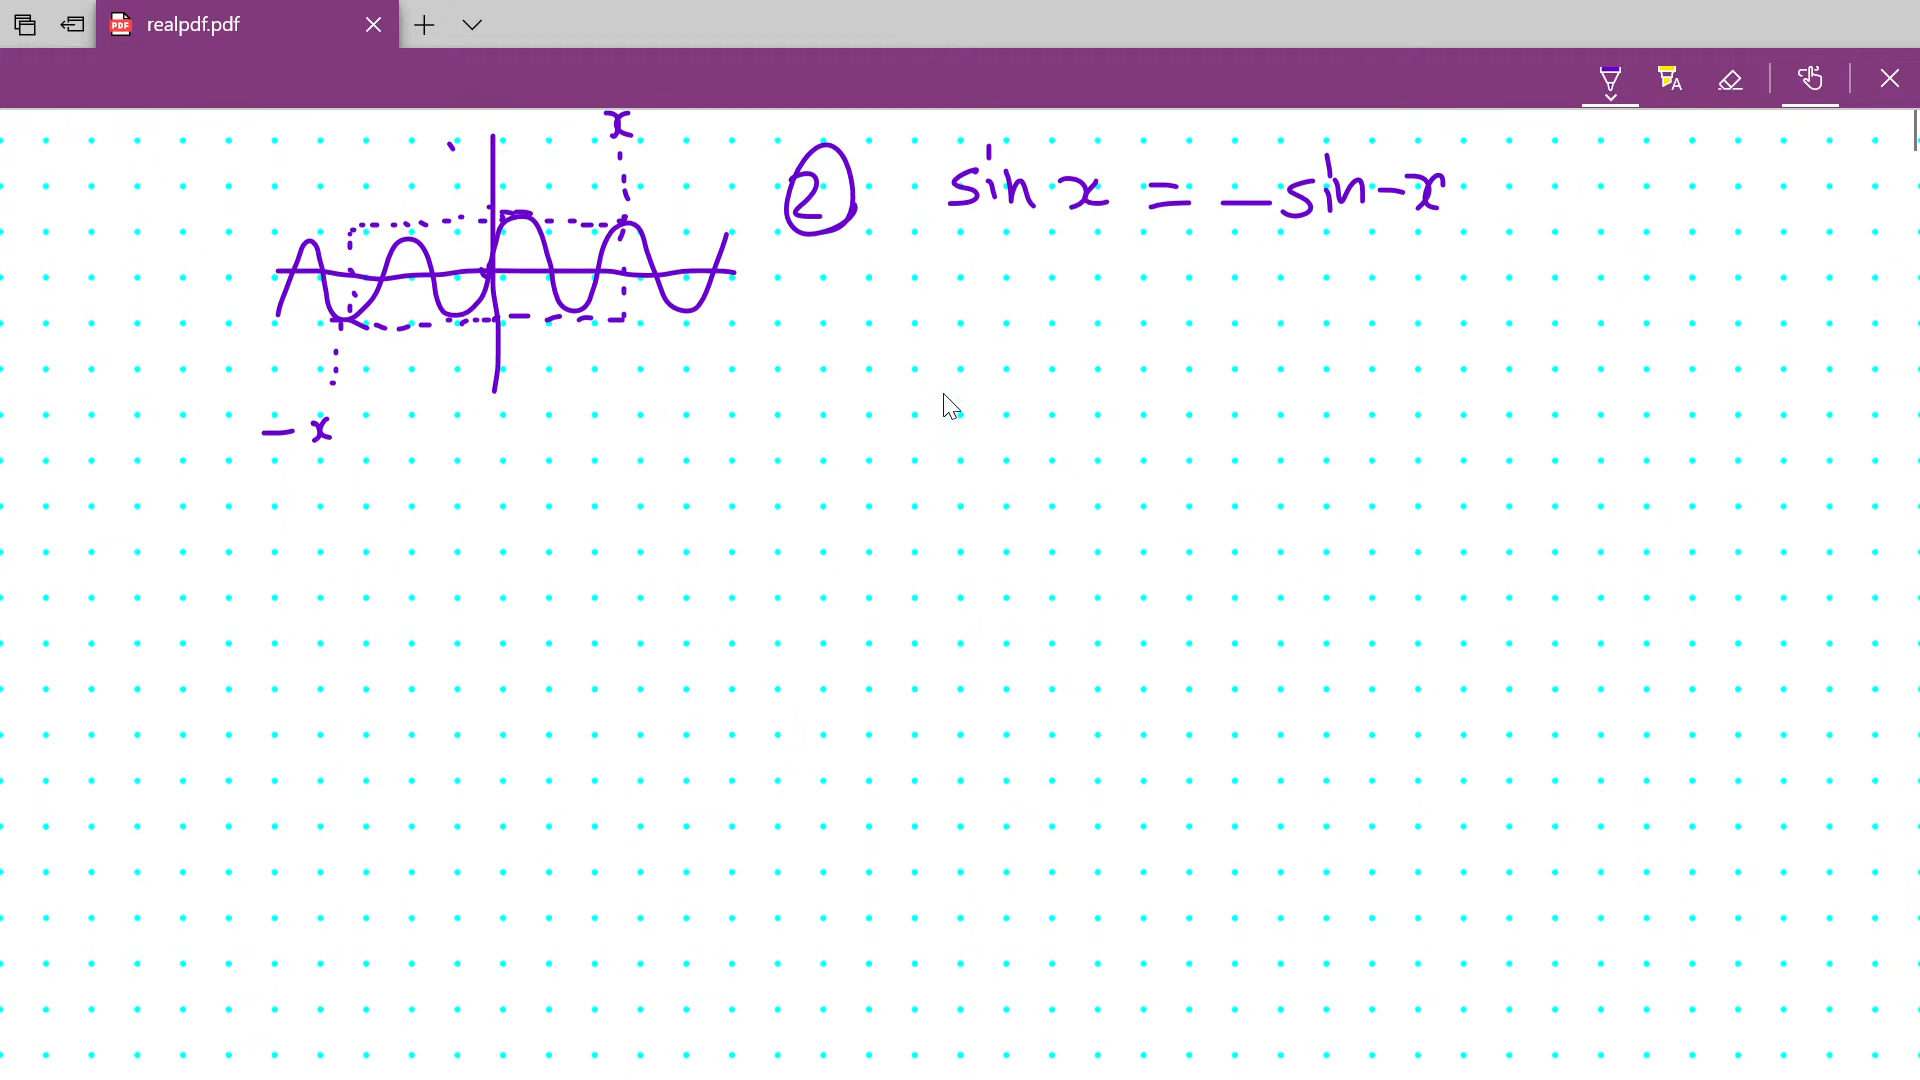 realpdf.pdf
x
② sin x = -sin-x
-x